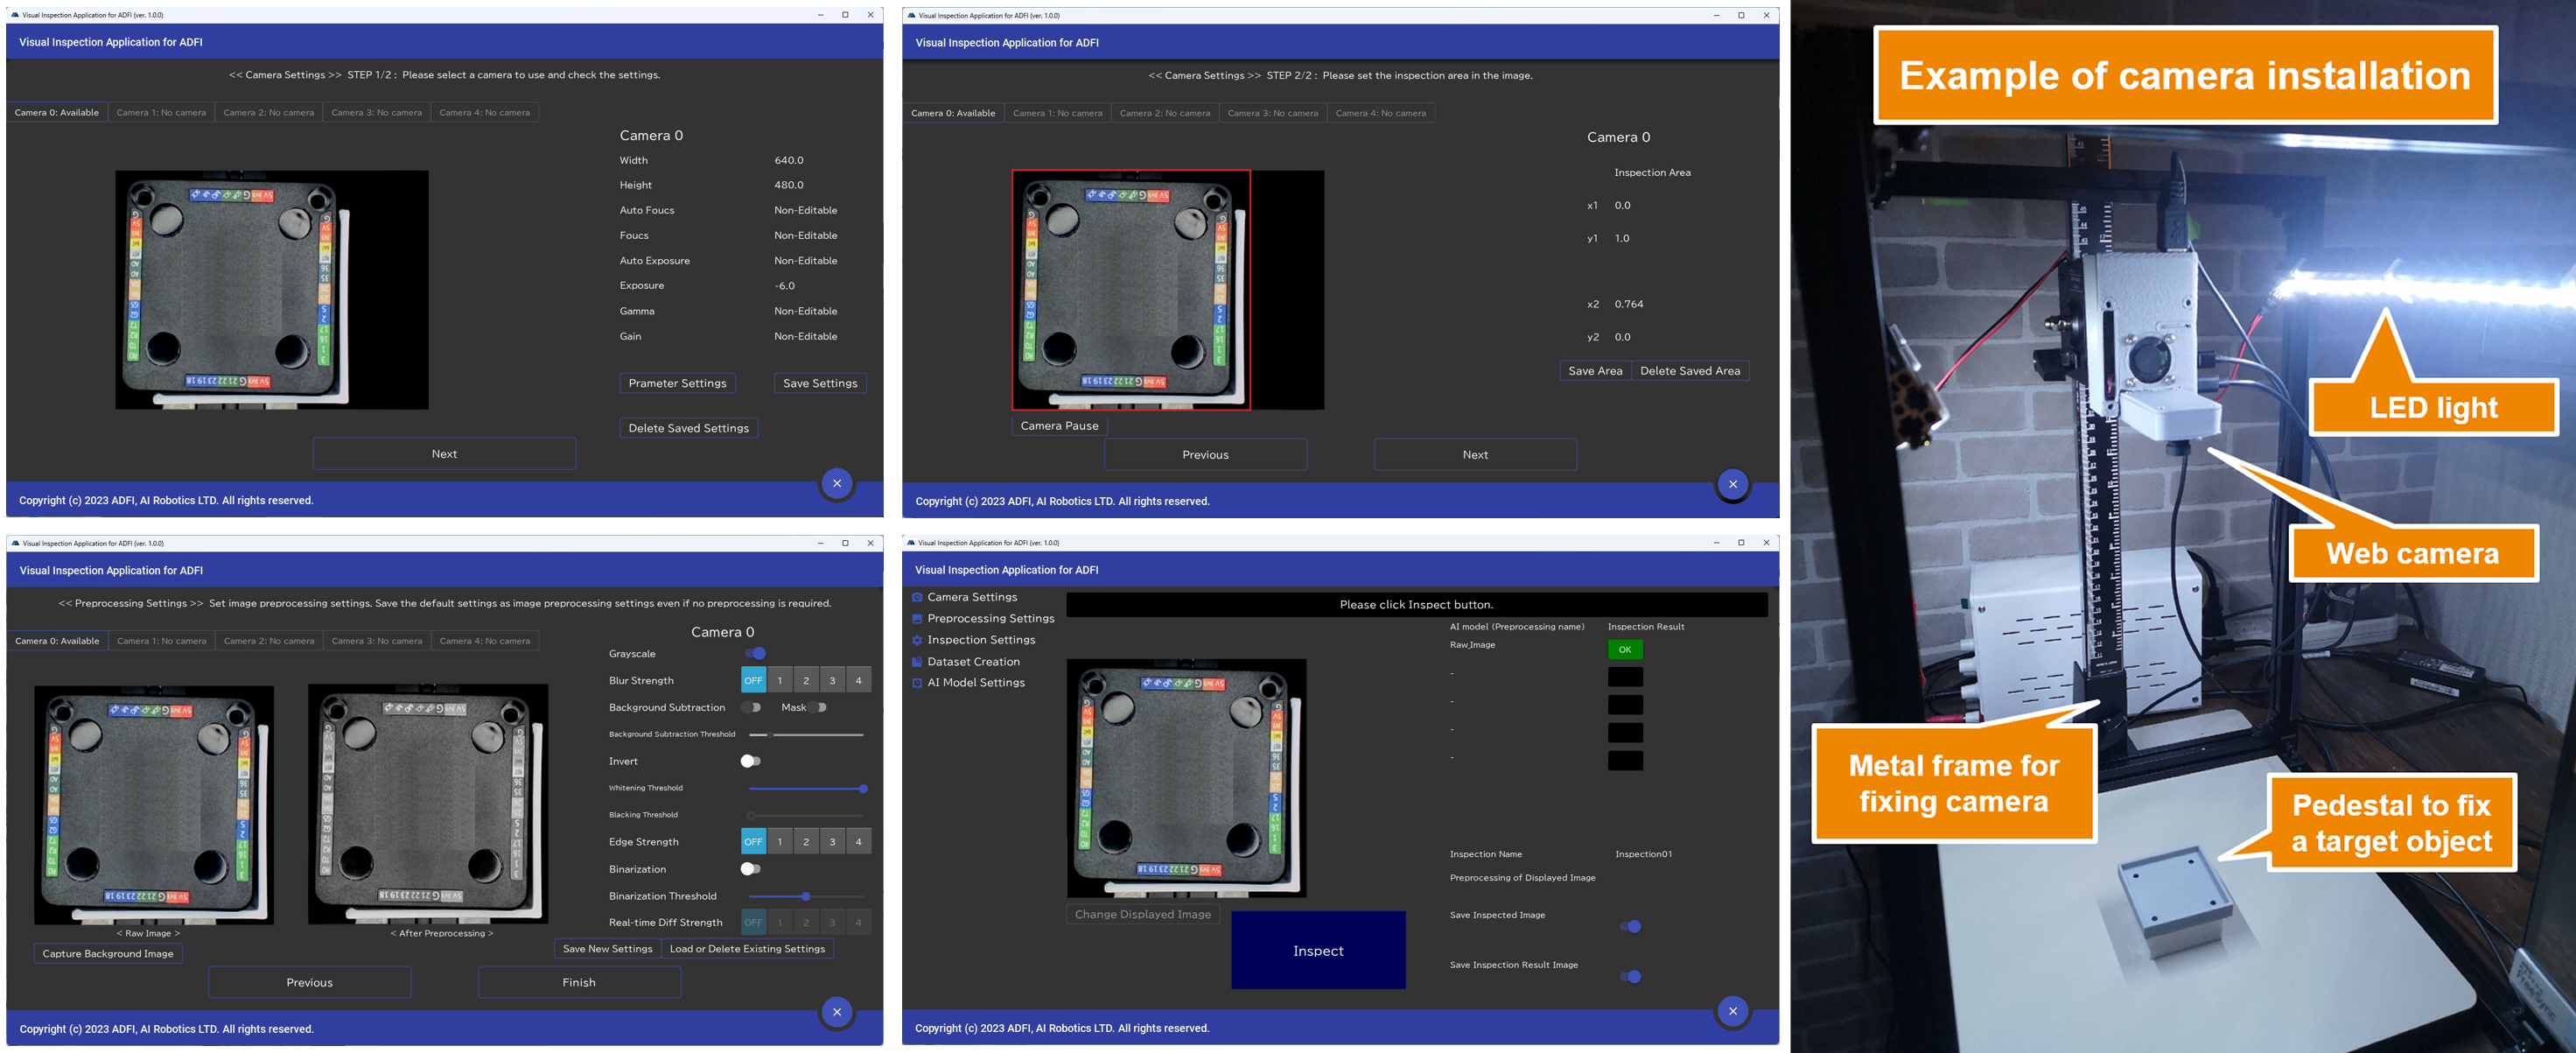 Visual Inspection Application for ADFI (ver. 1.0.0)
Visual Inspection Application for ADFI
<< Camera Settings >> STEP 1/2 : Please select a camera to use and check the settings.
Camera 0: Available Camera 1: No camera Camera 2: No camera Camera 3: No camera Camera 4: No camera
Camera 0
Width 640.0
Height 480.0
Auto Foucs Non-Editable
Foucs Non-Editable
Auto Exposure Non-Editable
Exposure -6.0
Gamma Non-Editable
Gain Non-Editable
Prameter Settings Save Settings
Delete Saved Settings
Next
Copyright (c) 2023 ADFI, AI Robotics LTD. All rights reserved.
Visual Inspection Application for ADFI (ver. 1.0.0)
Visual Inspection Application for ADFI
<< Camera Settings >> STEP 2/2 : Please set the inspection area in the image.
Camera 0: Available Camera 1: No camera Camera 2: No camera Camera 3: No camera Camera 4: No camera
Camera 0
Inspection Area
x1 0.0
y1 1.0
x2 0.764
y2 0.0
Save Area Delete Saved Area
Camera Pause
Previous Next
Copyright (c) 2023 ADFI, AI Robotics LTD. All rights reserved.
Visual Inspection Application for ADFI (ver. 1.0.0)
Visual Inspection Application for ADFI
<< Preprocessing Settings >> Set image preprocessing settings. Save the default settings as image preprocessing settings even if no preprocessing is required.
Camera 0: Available Camera 1: No camera Camera 2: No camera Camera 3: No camera Camera 4: No camera
Camera 0
Grayscale
Blur Strength OFF 1 2 3 4
Background Subtraction Mask
Background Subtraction Threshold
Invert
Whitening Threshold
Blacking Threshold
Edge Strength OFF 1 2 3 4
Binarization
Binarization Threshold
Real-time Diff Strength OFF 1 2 3 4
< Raw Image > < After Preprocessing >
Capture Background Image
Save New Settings Load or Delete Existing Settings
Previous Finish
Copyright (c) 2023 ADFI, AI Robotics LTD. All rights reserved.
Visual Inspection Application for ADFI (ver. 1.0.0)
Visual Inspection Application for ADFI
Camera Settings
Preprocessing Settings
Inspection Settings
Dataset Creation
AI Model Settings
Please click Inspect button.
AI model (Preprocessing name) Inspection Result
Raw_Image OK
-
-
-
-
Inspection Name Inspection01
Preprocessing of Displayed Image
Save Inspected Image
Save Inspection Result Image
Change Displayed Image
Inspect
Copyright (c) 2023 ADFI, AI Robotics LTD. All rights reserved.
Example of camera installation
LED light
Web camera
Metal frame for
fixing camera
Pedestal to fix
a target object